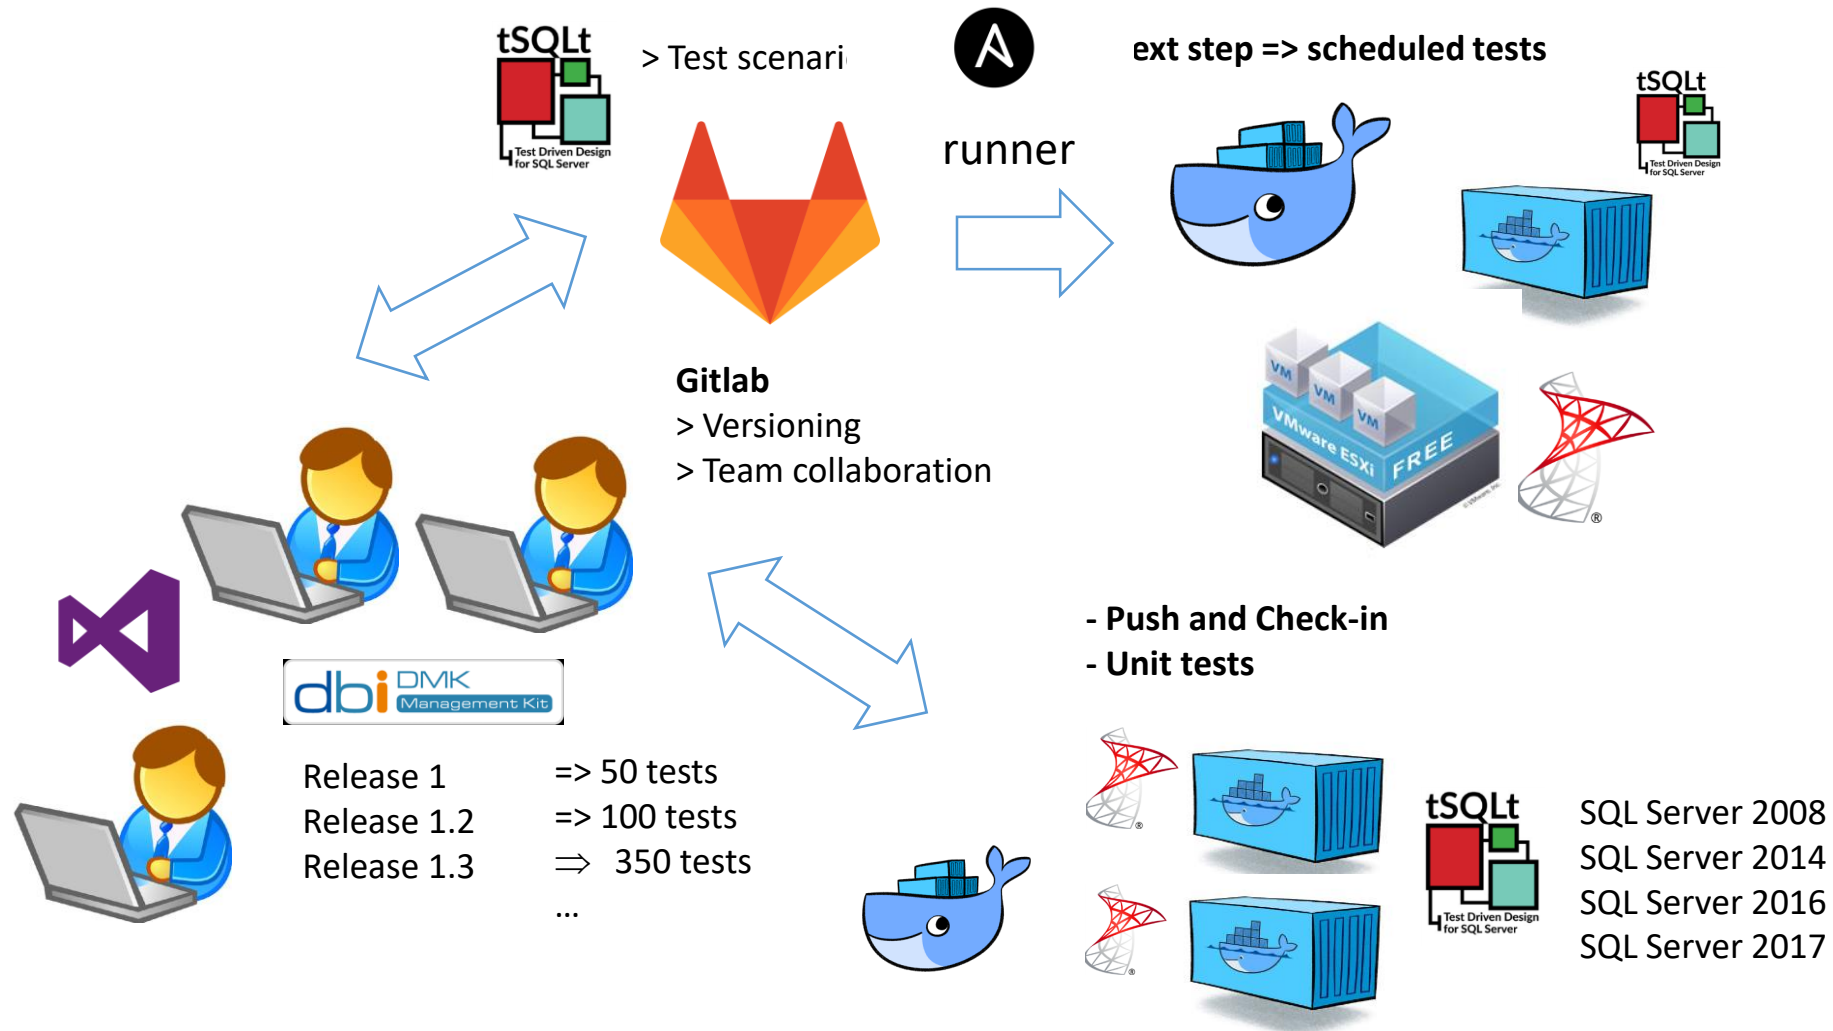 tSQLt
Test Driven Design
for SQL Server
> Test scenari
runner
ext step => scheduled tests
tSQLt
Test Driven Design
for SQL Server
Gitlab
> Versioning
> Team collaboration
VM
VM
VM
VMware ESXi
FREE
©VMware, Inc.
®
- Push and Check-in
- Unit tests
dbi DMK
Management Kit
Release 1 => 50 tests
Release 1.2 => 100 tests
Release 1.3 ⇒ 350 tests
...
®
®
tSQLt
Test Driven Design
for SQL Server
SQL Server 2008
SQL Server 2014
SQL Server 2016
SQL Server 2017